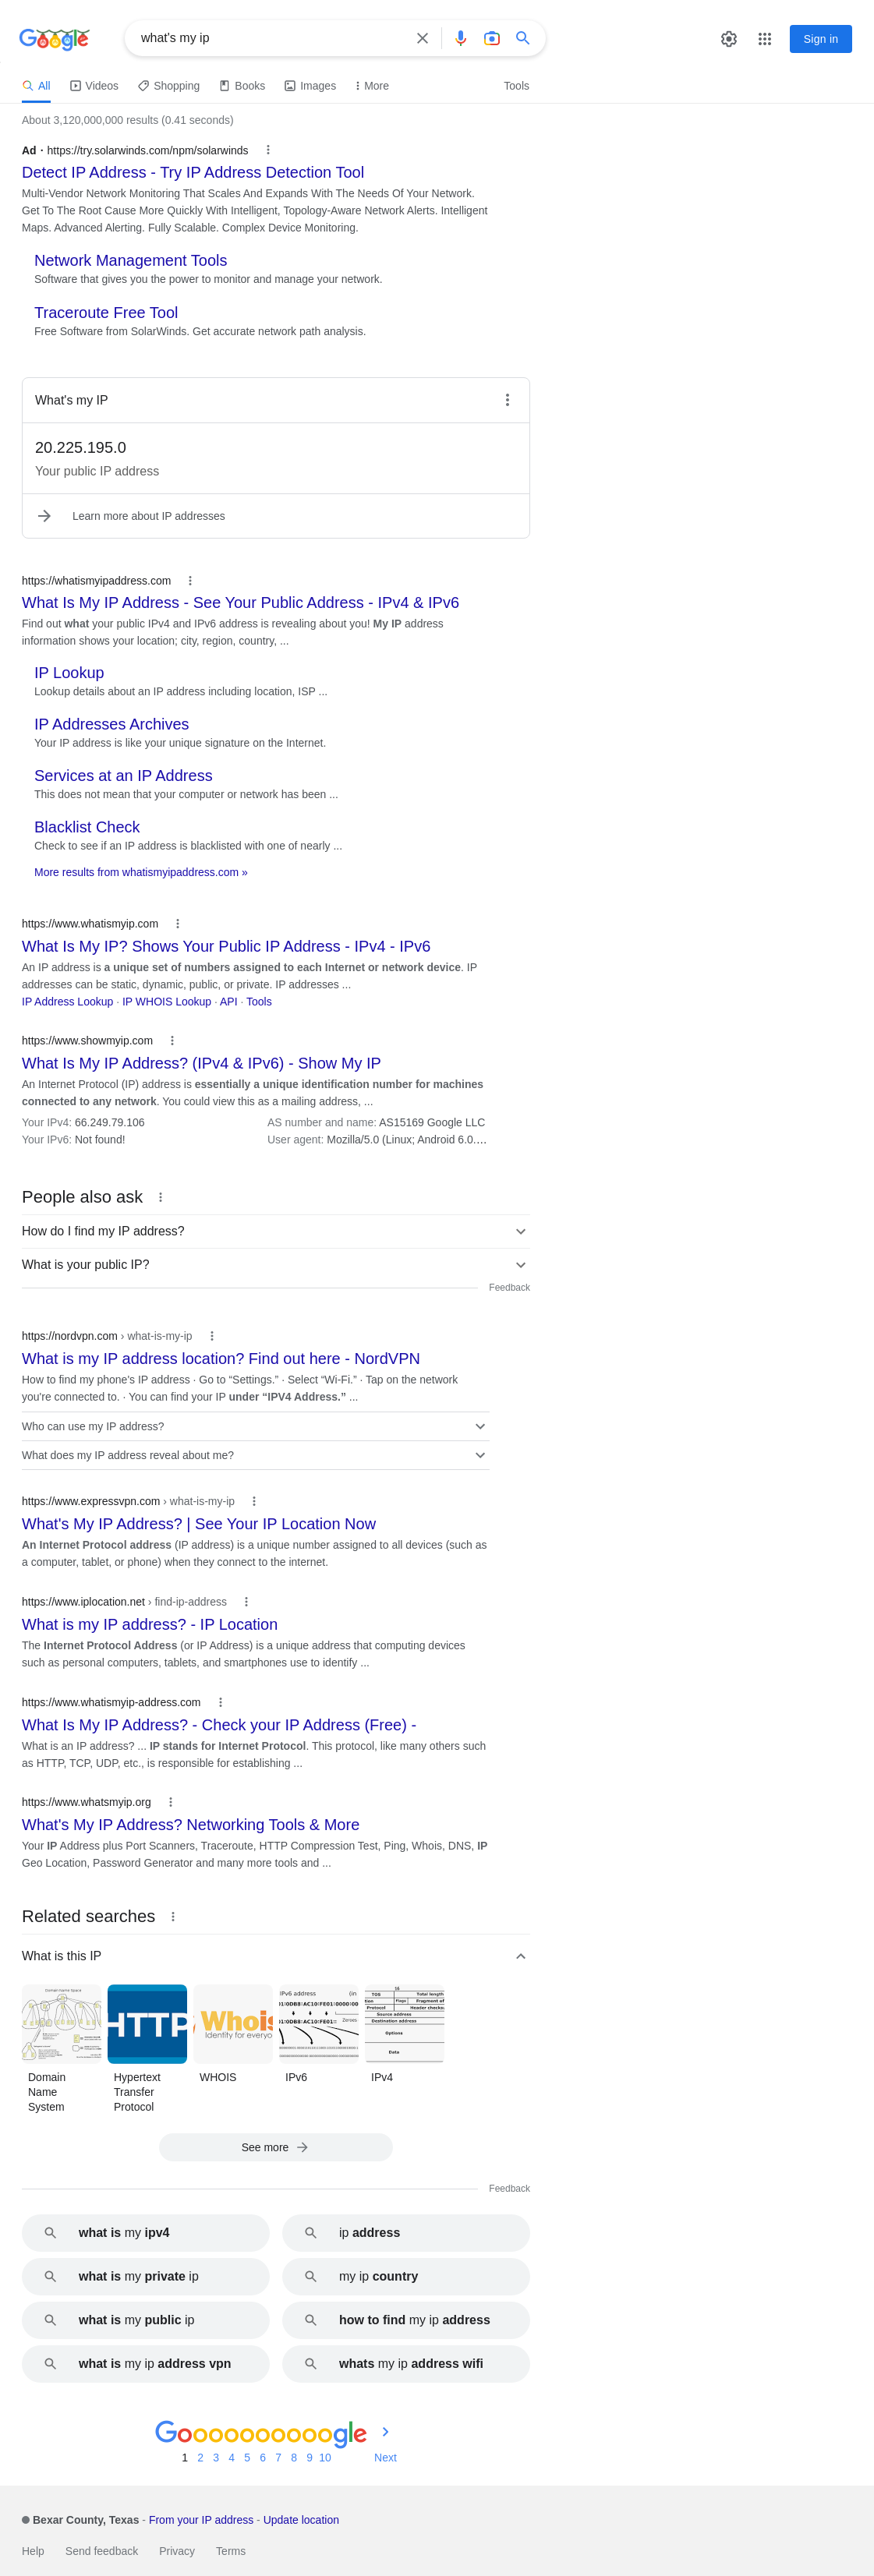 Google
what's my ip
Sign in
All
Videos
Shopping
Books
Images
More
Tools
About 3,120,000,000 results (0.41 seconds)
Ad · https://try.solarwinds.com/npm/solarwinds
Detect IP Address - Try IP Address Detection Tool
Multi-Vendor Network Monitoring That Scales And Expands With The Needs Of Your Network.
Get To The Root Cause More Quickly With Intelligent, Topology-Aware Network Alerts. Intelligent
Maps. Advanced Alerting. Fully Scalable. Complex Device Monitoring.
Network Management Tools
Software that gives you the power to monitor and manage your network.
Traceroute Free Tool
Free Software from SolarWinds. Get accurate network path analysis.
What's my IP
20.225.195.0
Your public IP address
Learn more about IP addresses
https://whatismyipaddress.com
What Is My IP Address - See Your Public Address - IPv4 & IPv6
Find out what your public IPv4 and IPv6 address is revealing about you! My IP address
information shows your location; city, region, country, ...
IP Lookup
Lookup details about an IP address including location, ISP ...
IP Addresses Archives
Your IP address is like your unique signature on the Internet.
Services at an IP Address
This does not mean that your computer or network has been ...
Blacklist Check
Check to see if an IP address is blacklisted with one of nearly ...
More results from whatismyipaddress.com »
https://www.whatismyip.com
What Is My IP? Shows Your Public IP Address - IPv4 - IPv6
An IP address is a unique set of numbers assigned to each Internet or network device. IP
addresses can be static, dynamic, public, or private. IP addresses ...
IP Address Lookup · IP WHOIS Lookup · API · Tools
https://www.showmyip.com
What Is My IP Address? (IPv4 & IPv6) - Show My IP
An Internet Protocol (IP) address is essentially a unique identification number for machines
connected to any network. You could view this as a mailing address, ...
Your IPv4: 66.249.79.106
AS number and name: AS15169 Google LLC
Your IPv6: Not found!
User agent: Mozilla/5.0 (Linux; Android 6.0....
People also ask
How do I find my IP address?
What is your public IP?
Feedback
https://nordvpn.com › what-is-my-ip
What is my IP address location? Find out here - NordVPN
How to find my phone's IP address · Go to “Settings.” · Select “Wi-Fi.” · Tap on the network
you're connected to. · You can find your IP under “IPV4 Address.” ...
Who can use my IP address?
What does my IP address reveal about me?
https://www.expressvpn.com › what-is-my-ip
What's My IP Address? | See Your IP Location Now
An Internet Protocol address (IP address) is a unique number assigned to all devices (such as
a computer, tablet, or phone) when they connect to the internet.
https://www.iplocation.net › find-ip-address
What is my IP address? - IP Location
The Internet Protocol Address (or IP Address) is a unique address that computing devices
such as personal computers, tablets, and smartphones use to identify ...
https://www.whatismyip-address.com
What Is My IP Address? - Check your IP Address (Free) -
What is an IP address? ... IP stands for Internet Protocol. This protocol, like many others such
as HTTP, TCP, UDP, etc., is responsible for establishing ...
https://www.whatsmyip.org
What's My IP Address? Networking Tools & More
Your IP Address plus Port Scanners, Traceroute, HTTP Compression Test, Ping, Whois, DNS, IP
Geo Location, Password Generator and many more tools and ...
Related searches
What is this IP
Domain Name Space
HTTP
Whois
Identity for everyo
IPv6 address (in
Zeroes
16
TOS
Total length
tion
Flags
Fragment of
Protocol
Header checksu
Source address
Destination address
Options
Data
Domain
Name
System
Hypertext
Transfer
Protocol
WHOIS
IPv6
IPv4
See more
Feedback
what is my ipv4
ip address
what is my private ip
my ip country
what is my public ip
how to find my ip address
what is my ip address vpn
whats my ip address wifi
Goooooooooogle
1 2 3 4 5 6 7 8 9 10
Next
Bexar County, Texas - From your IP address - Update location
Help
Send feedback
Privacy
Terms